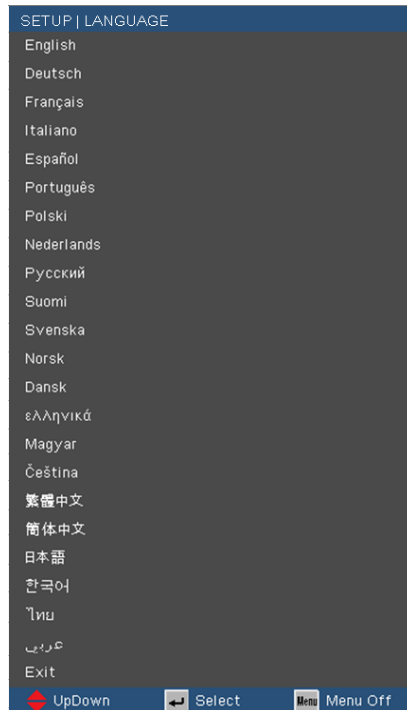 SETUP | LANGUAGE
English
Deutsch
Français
Italiano
Español
Português
Polski
Nederlands
Русский
Suomi
Svenska
Norsk
Dansk
ελληνικά
Magyar
Čeština
繁體中文
简体中文
日本語
한국어
ไทย
عربي
Exit
UpDown Select Menu Menu Off